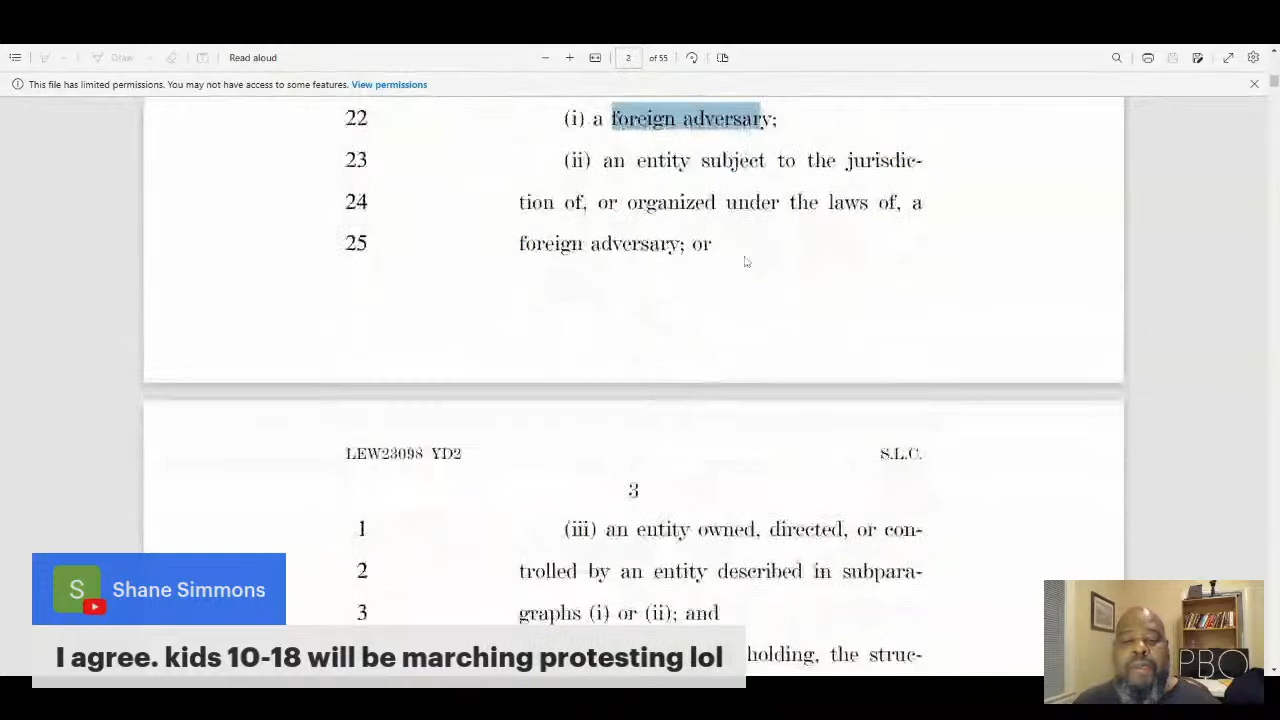 Draw
Read aloud
2 of 55
This file has limited permissions. You may not have access to some features. View permissions
22 (i) a foreign adversary;
23 (ii) an entity subject to the jurisdic-
24 tion of, or organized under the laws of, a
25 foreign adversary; or
LEW23098 YD2 S.L.C.
3
1 (iii) an entity owned, directed, or con-
2 trolled by an entity described in subpara-
3 graphs (i) or (ii); and
holding, the struc-
S Shane Simmons
I agree. kids 10-18 will be marching protesting lol
PBO